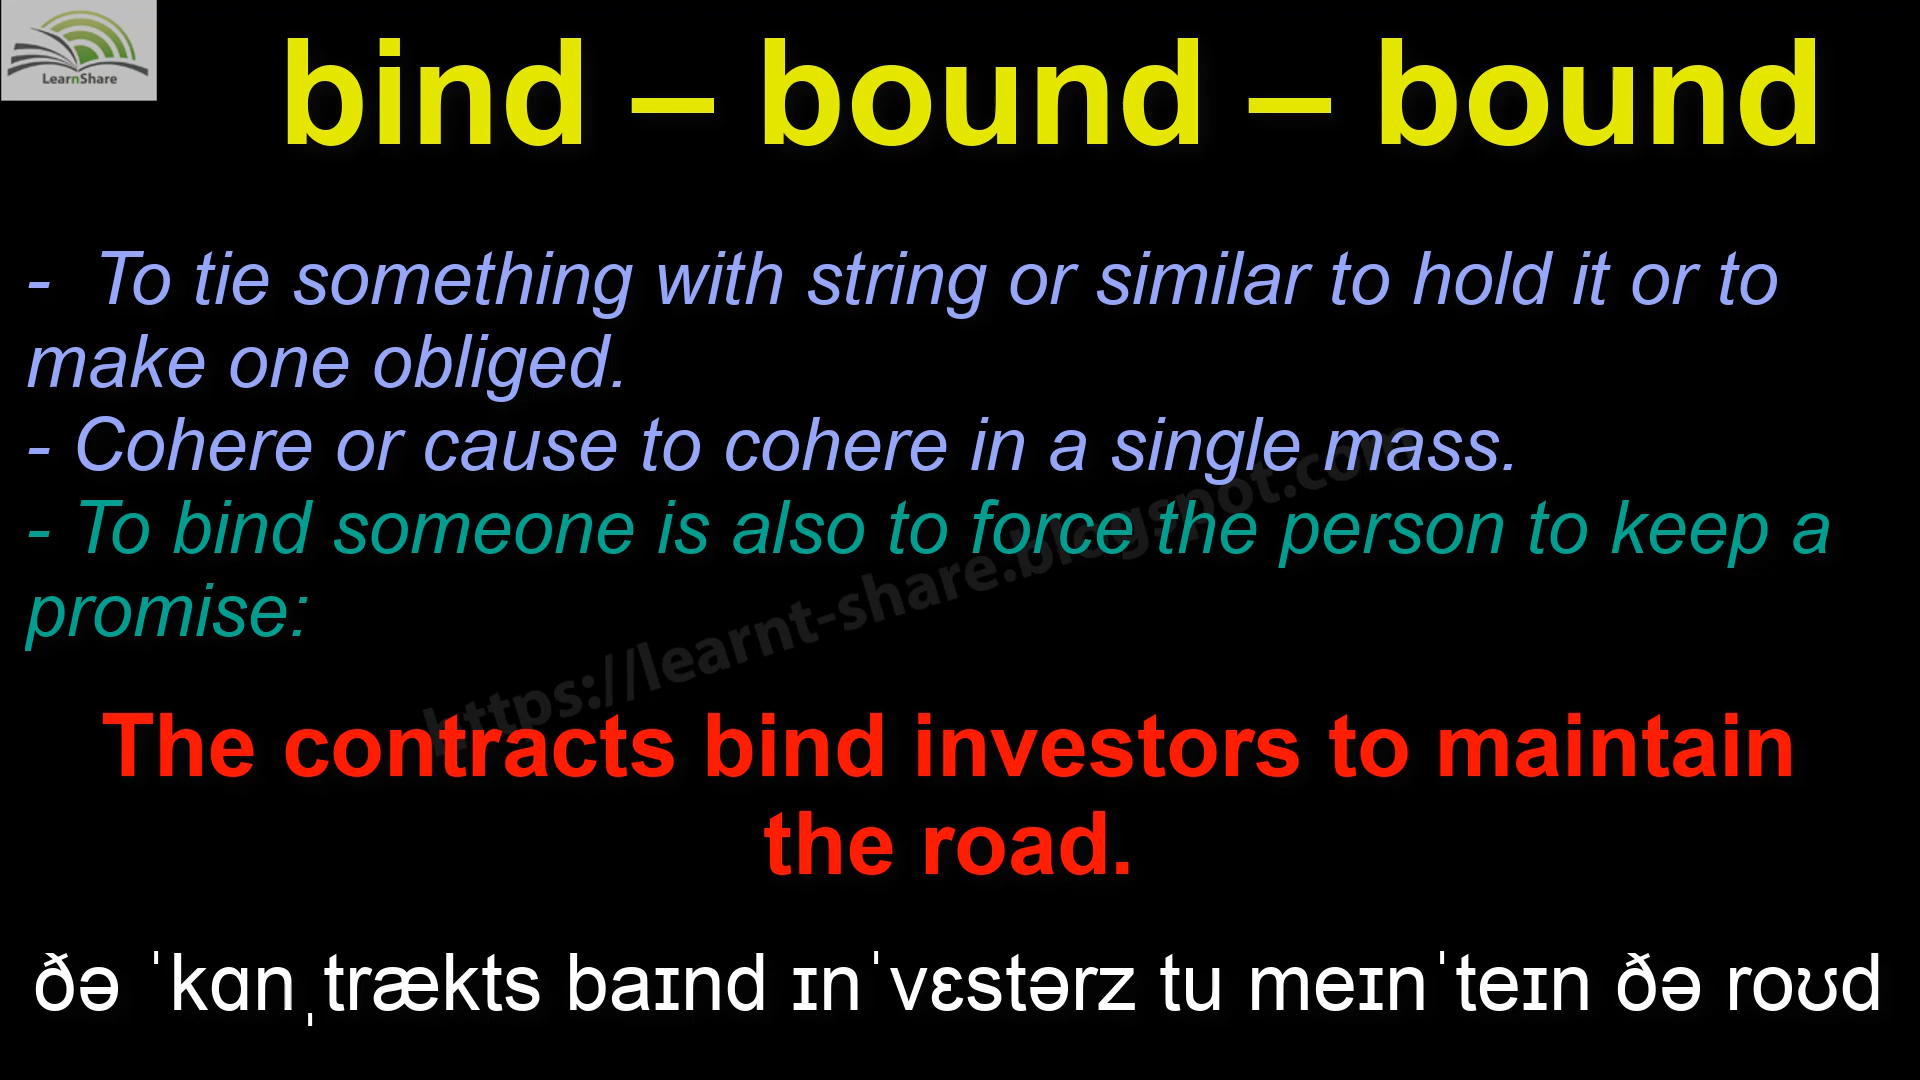 LearnShare
bind – bound – bound
- To tie something with string or similar to hold it or to
make one obliged.
- Cohere or cause to cohere in a single mass.
- To bind someone is also to force the person to keep a
promise:
https://learnt-share.blogspot.com
The contracts bind investors to maintain
the road.
ðə ˈkɑnˌtrækts baɪnd ɪnˈvɛstərz tu meɪnˈteɪn ðə roʊd